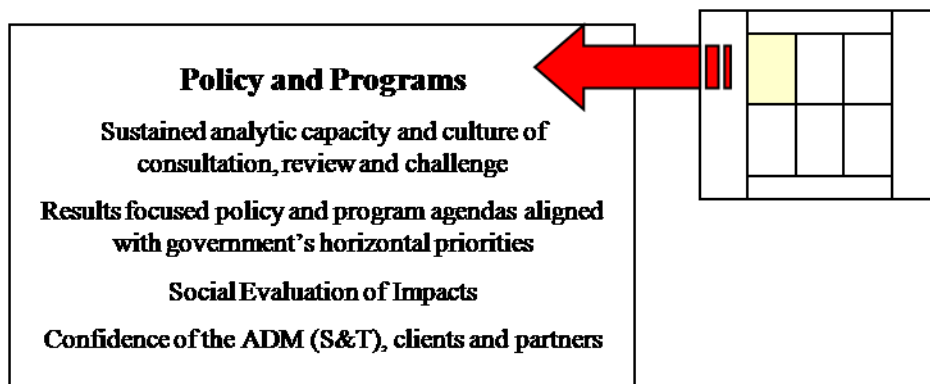 Policy and Programs
Sustained analytic capacity and culture of
consultation, review and challenge
Results focused policy and program agendas aligned
with government's horizontal priorities
Social Evaluation of Impacts
Confidence of the ADM (S&T), clients and partners